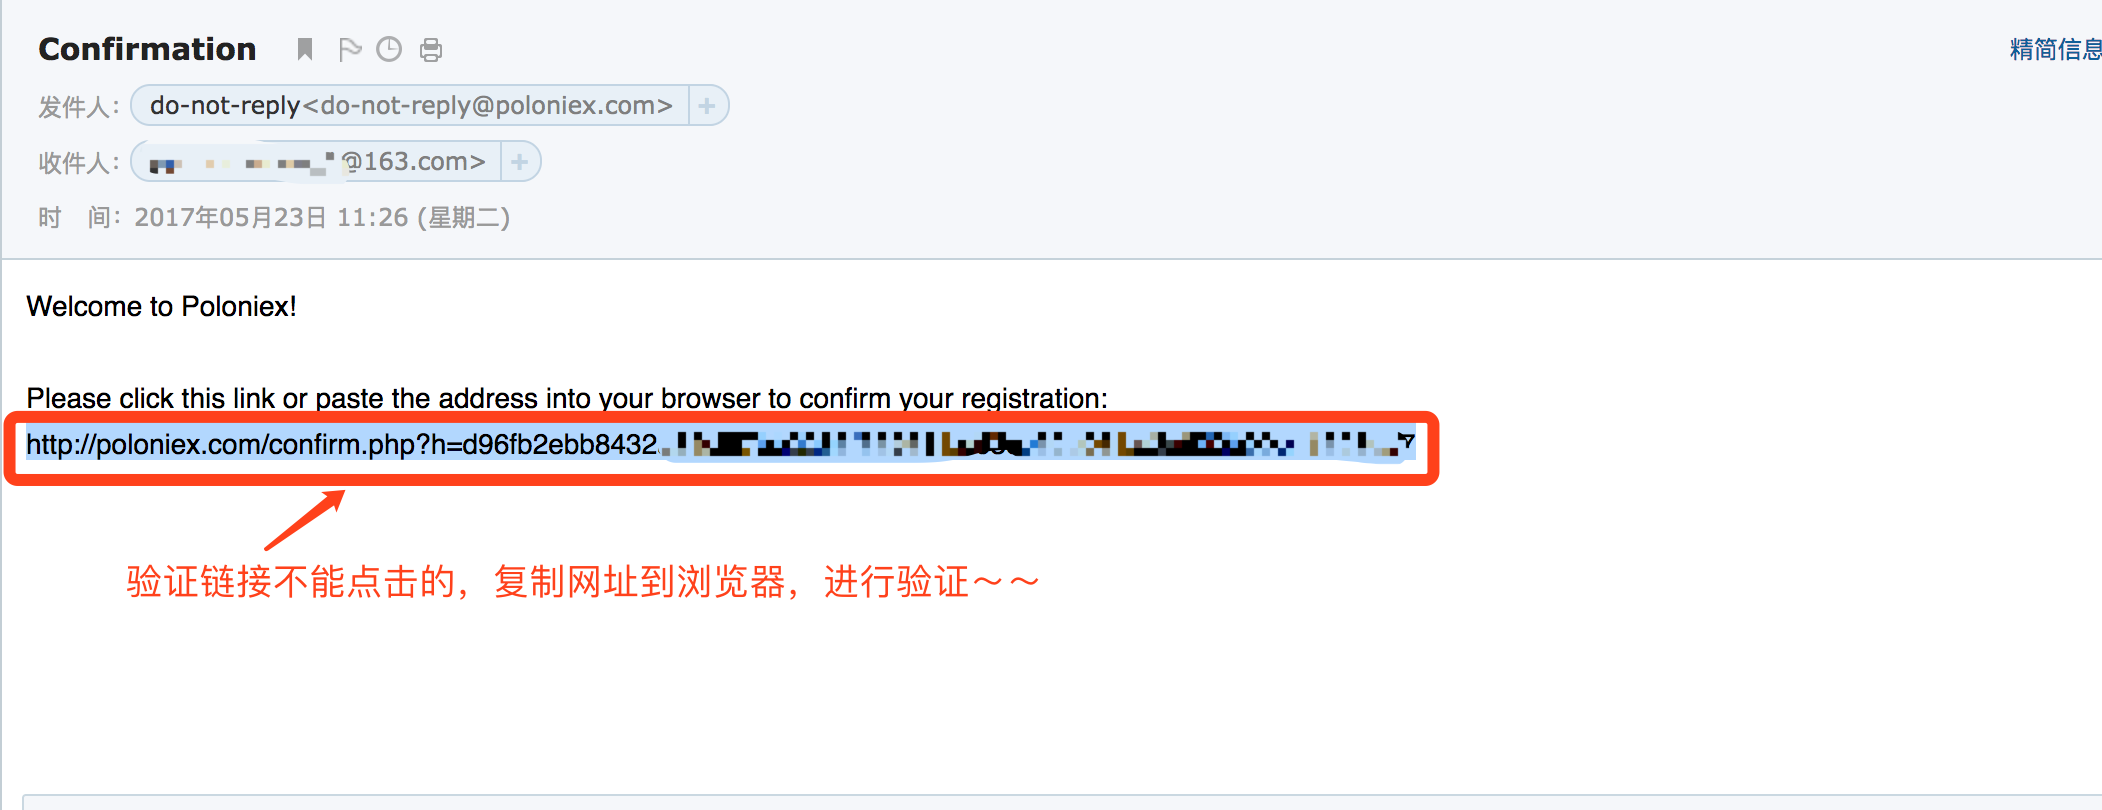 Confirmation
精简信息
发件人：do-not-reply<do-not-reply@poloniex.com>
收件人：@163.com>
时 间：2017年05月23日 11:26 (星期二)
Welcome to Poloniex!
Please click this link or paste the address into your browser to confirm your registration:
http://poloniex.com/confirm.php?h=d96fb2ebb8432
验证链接不能点击的，复制网址到浏览器，进行验证～～